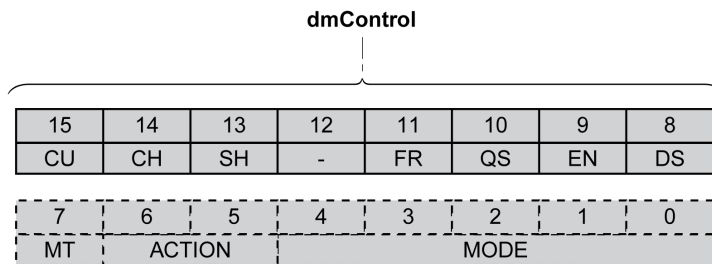 dmControl
15 14 13 12 11 10 9 8
CU CH SH - FR QS EN DS
7 6 5 4 3 2 1 0
MT ACTION MODE